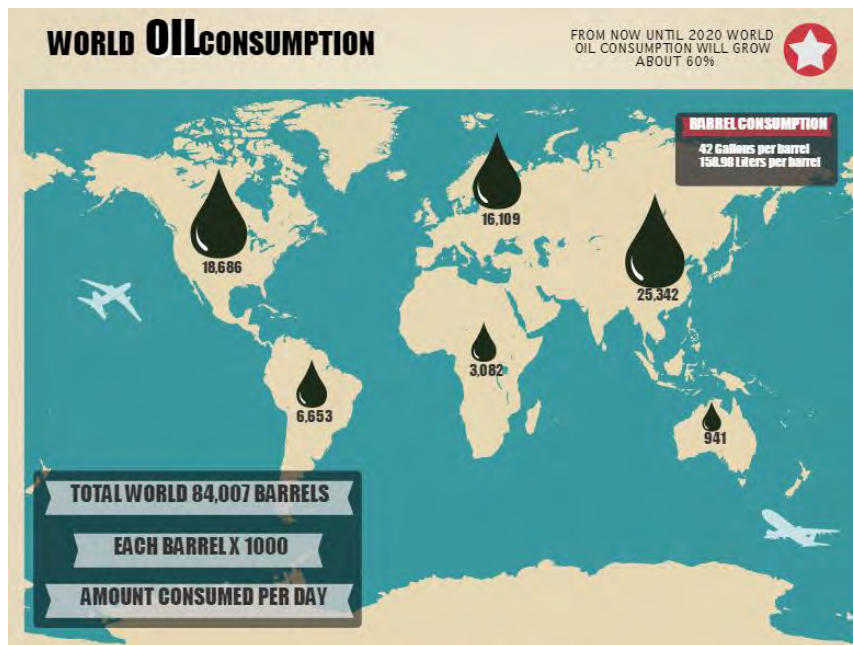 WORLD OIL CONSUMPTION
FROM NOW UNTIL 2020 WORLD
OIL CONSUMPTION WILL GROW
ABOUT 60%
BARREL CONSUMPTION
42 Gallons per barrel
158.98 Liters per barrel
18,686
16,109
25,342
3,082
6,653
941
TOTAL WORLD 84,007 BARRELS
EACH BARREL X 1000
AMOUNT CONSUMED PER DAY